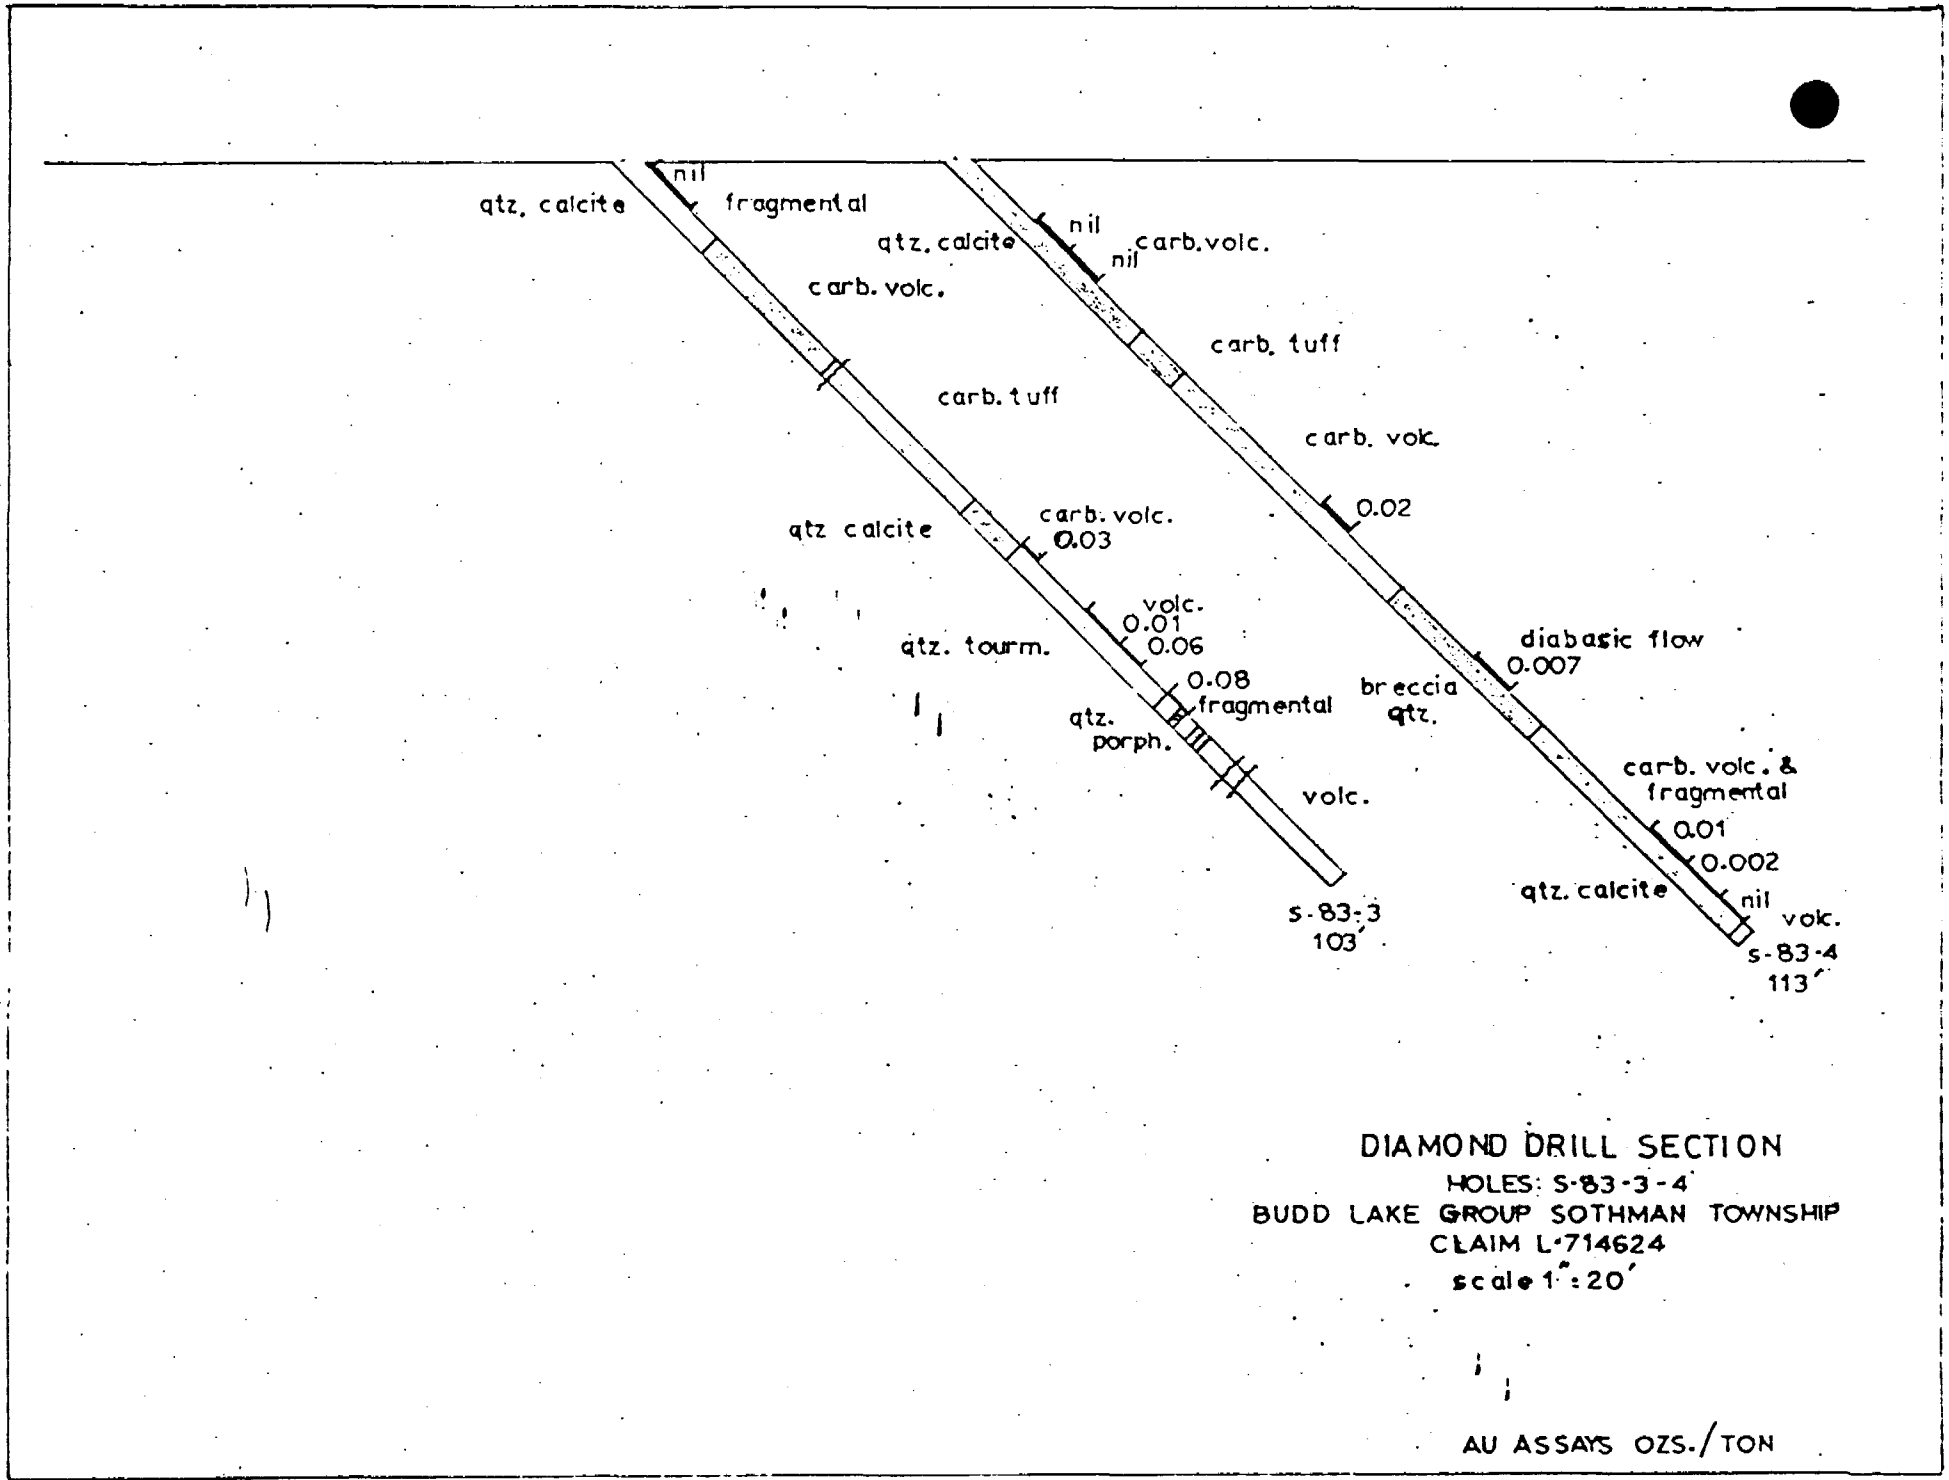 nil
qtz. calcite
fragmental
nil
qtz. calcite
carb. volc.
nil
carb. volc.
carb. tuff
carb. tuff
carb. volc.
0.02
carb. volc.
0.03
qtz calcite
volc.
0.01
0.06
qtz. tourm.
diabasic flow
0.007
0.08
fragmental
breccia
qtz.
qtz.
porph.
carb. volc. &
fragmental
volc.
0.01
0.002
qtz. calcite
nil
volc.
S-83-3
103′
S-83-4
113′
DIAMOND DRILL SECTION
HOLES: S-83-3-4
BUDD LAKE GROUP SOTHMAN TOWNSHIP
CLAIM L-714624
scale 1″:20′
AU ASSAYS OZS./TON